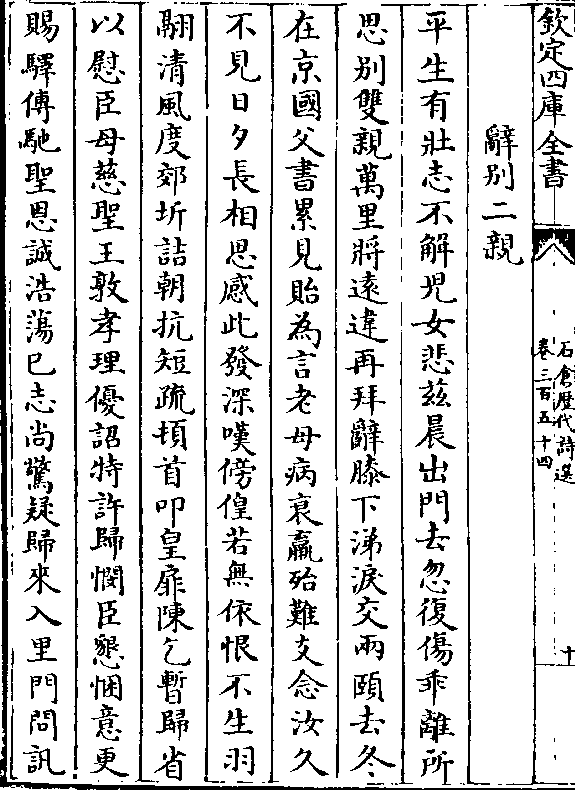 欽定四庫全書
石倉歴代詩選
卷三百五十四
十
辭别二親
平生有壯志不解兒女悲兹晨出門去忽復傷乖離所
思别雙親萬里將逺違再拜辭膝下涕淚交兩頤去冬
在京國父書累見貽為言老母病衰羸殆難支念汝久
不見日夕長相思感此發深嘆傍偟若無依恨不生羽
翮清風度郊圻詰朝抗短疏頓首叩皇扉陳乞暫歸省
以慰臣母慈聖王敦孝理優詔特許歸憫臣懇悃意更
賜驛傳馳聖恩誠浩蕩已志尚驚疑歸來入里門問訊